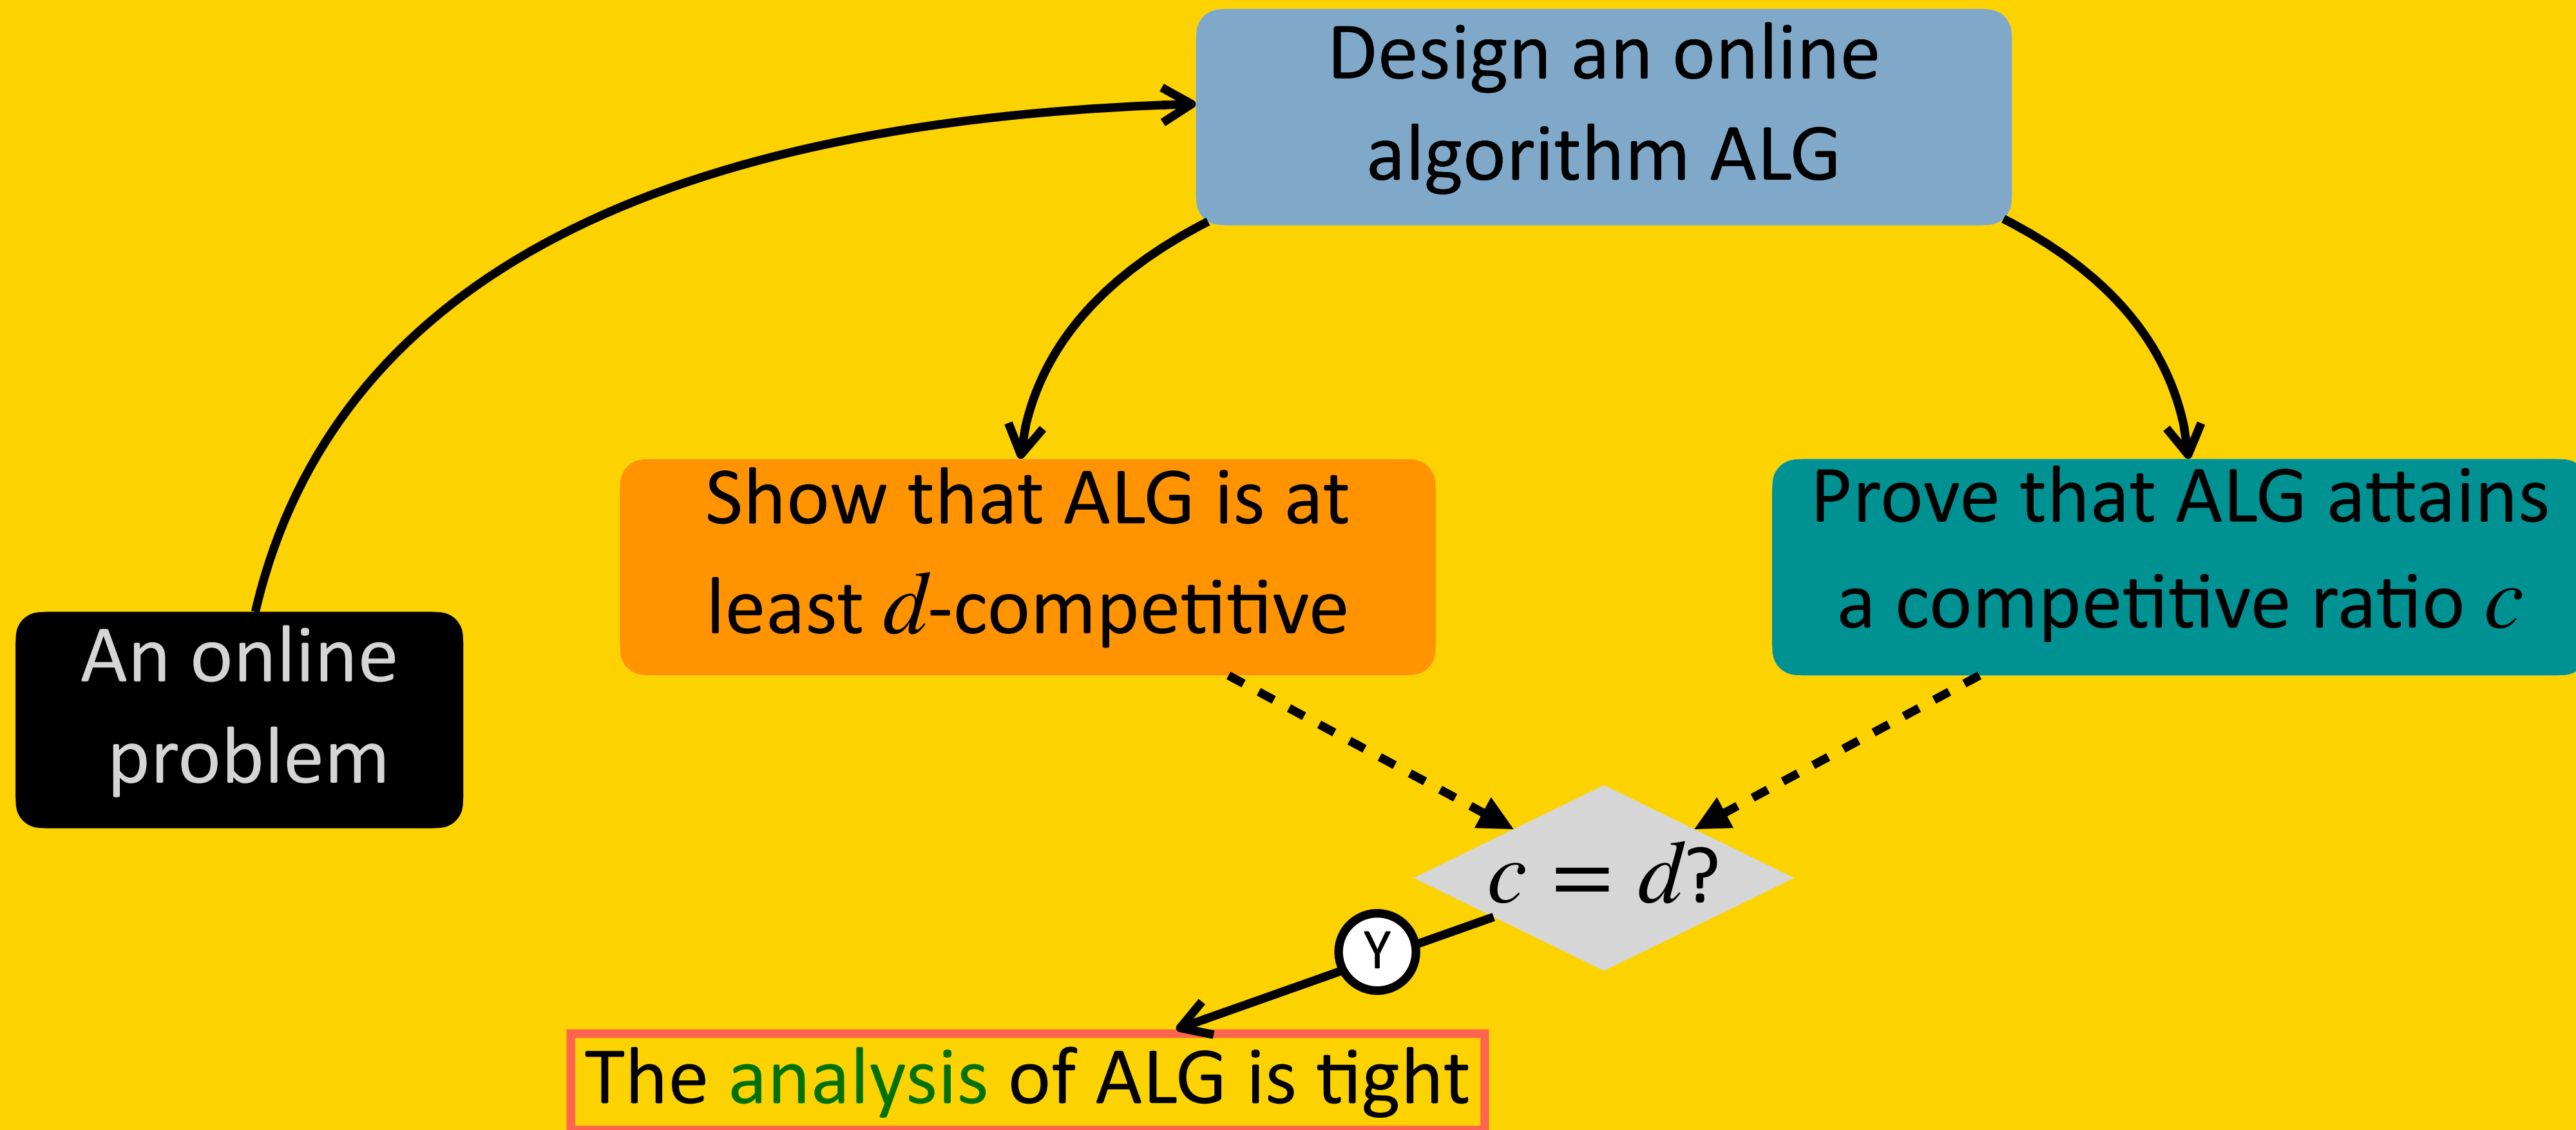 Design an online
algorithm ALG
Show that ALG is at
least d-competitive
Prove that ALG attains
a competitive ratio c
An online
problem
c = d?
Y
The analysis of ALG is tight